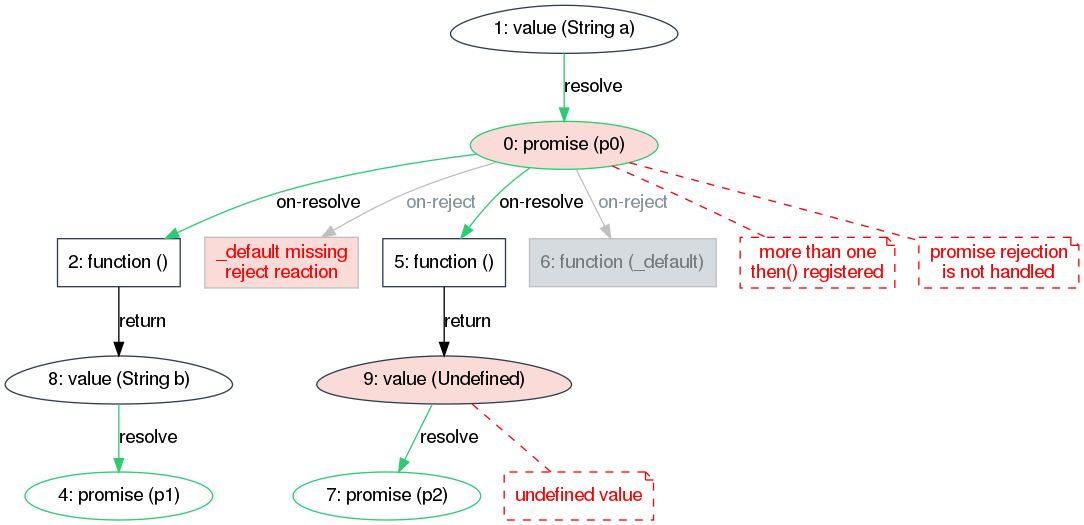 1: value (String a)
resolve
0: promise (p0)
on-resolve
on-reject
on-resolve
on-reject
2: function ()
_default missing
reject reaction
5: function ()
6: function (_default)
more than one
then() registered
promise rejection
is not handled
return
return
8: value (String b)
9: value (Undefined)
resolve
resolve
4: promise (p1)
7: promise (p2)
undefined value